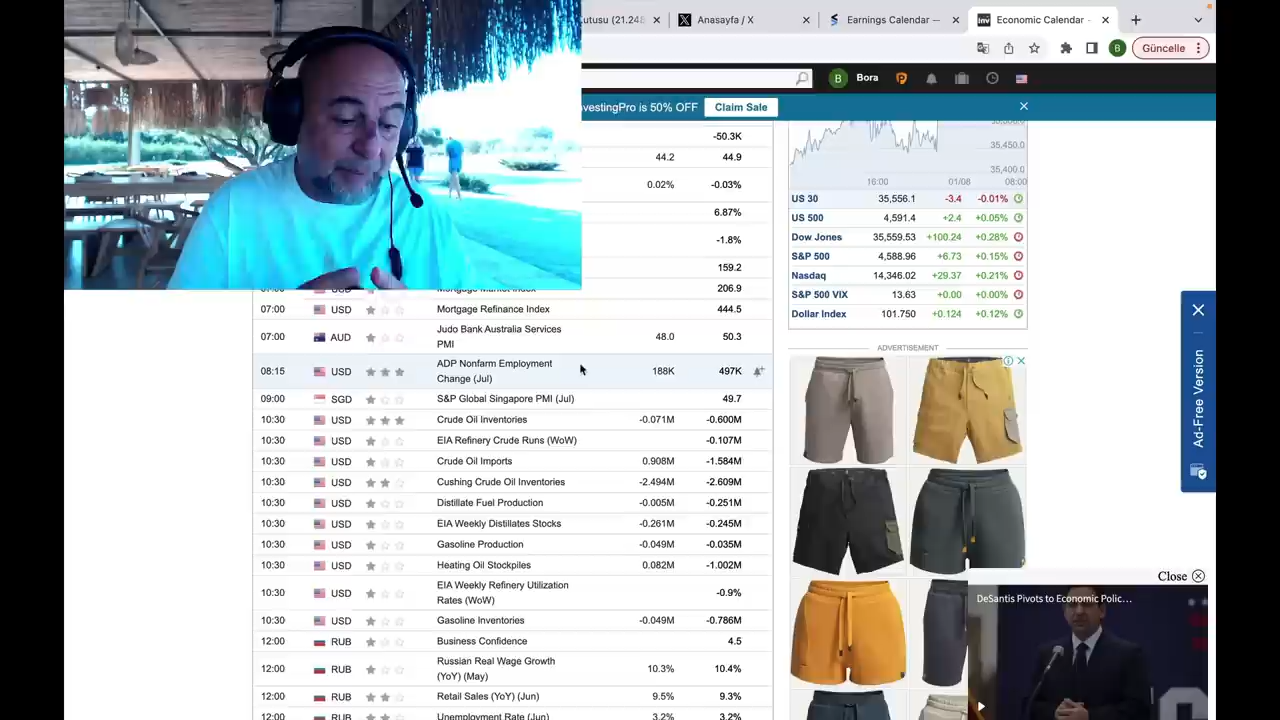 utusu (21.248
Anasayfa / X
Earnings Calendar —
inv Economic Calendar -
B
Güncelle
B Bora
nvestingPro is 50% OFF
Claim Sale
35,450.0
35,400.0
16:00 01/08 08:00
US 30 35,556.1 -3.4 -0.01%
US 500 4,591.4 +2.4 +0.05%
Dow Jones 35,559.53 +100.24 +0.28%
S&P 500 4,588.96 +6.73 +0.15%
Nasdaq 14,346.02 +29.37 +0.21%
S&P 500 VIX 13.63 +0.00 +0.00%
Dollar Index 101.750 +0.124 +0.12%
-50.3K
44.2 44.9
0.02% -0.03%
6.87%
-1.8%
159.2
Mortgage Market Index 206.9
07:00 USD Mortgage Refinance Index 444.5
07:00 AUD Judo Bank Australia Services
PMI 48.0 50.3
08:15 USD ADP Nonfarm Employment
Change (Jul) 188K 497K
09:00 SGD S&P Global Singapore PMI (Jul) 49.7
10:30 USD Crude Oil Inventories -0.071M -0.600M
10:30 USD EIA Refinery Crude Runs (WoW) -0.107M
10:30 USD Crude Oil Imports 0.908M -1.584M
10:30 USD Cushing Crude Oil Inventories -2.494M -2.609M
10:30 USD Distillate Fuel Production -0.005M -0.251M
10:30 USD EIA Weekly Distillates Stocks -0.261M -0.245M
10:30 USD Gasoline Production -0.049M -0.035M
10:30 USD Heating Oil Stockpiles 0.082M -1.002M
10:30 USD EIA Weekly Refinery Utilization
Rates (WoW) -0.9%
10:30 USD Gasoline Inventories -0.049M -0.786M
12:00 RUB Business Confidence 4.5
12:00 RUB Russian Real Wage Growth
(YoY) (May) 10.3% 10.4%
12:00 RUB Retail Sales (YoY) (Jun) 9.5% 9.3%
12:00 RUB Unemployment Rate (Jun) 3.2% 3.2%
ADVERTISEMENT
Ad-Free Version
Close
DeSantis Pivots to Economic Polic...